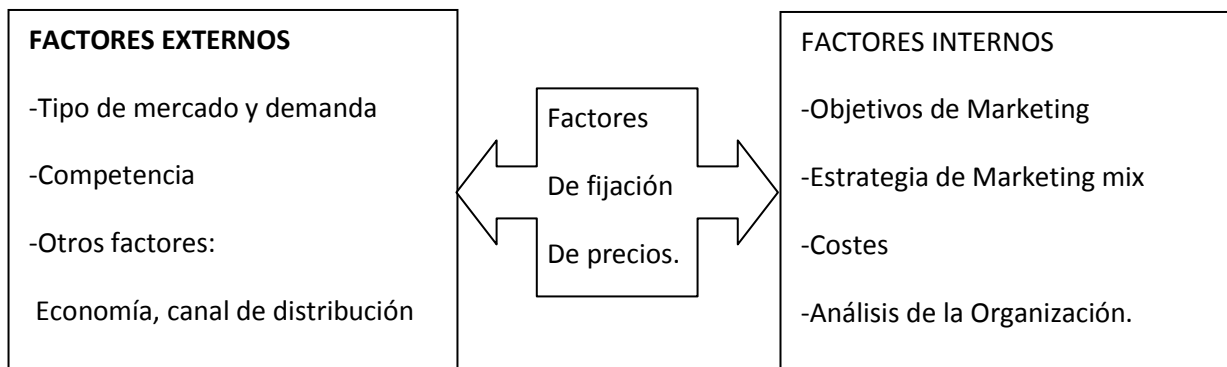 FACTORES EXTERNOS
-Tipo de mercado y demanda
-Competencia
-Otros factores:
Economía, canal de distribución
Factores
De fijación
De precios.
FACTORES INTERNOS
-Objetivos de Marketing
-Estrategia de Marketing mix
-Costes
-Análisis de la Organización.